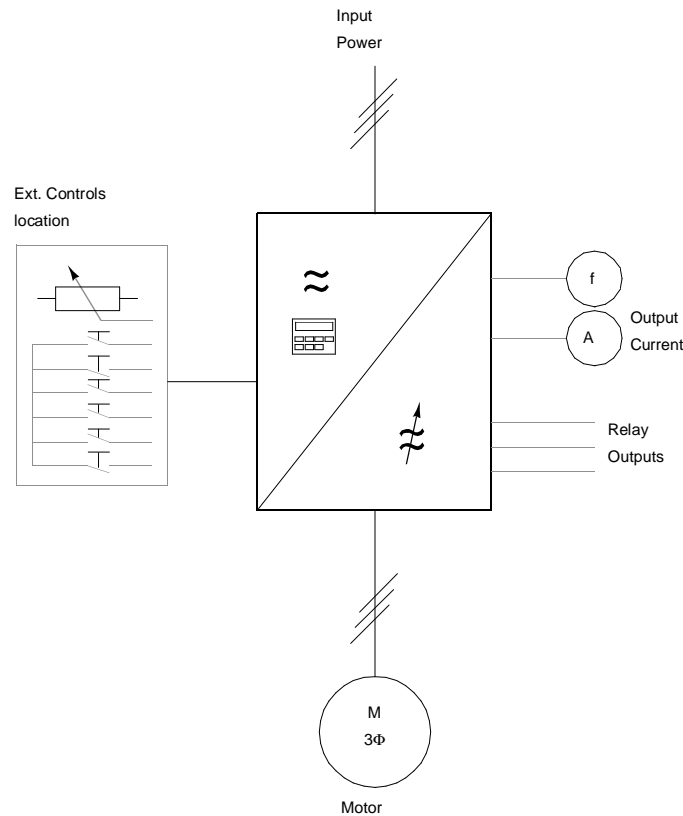 Input
Power
Ext. Controls
location
f
A
Output
Current
Relay
Outputs
M
3Φ
Motor